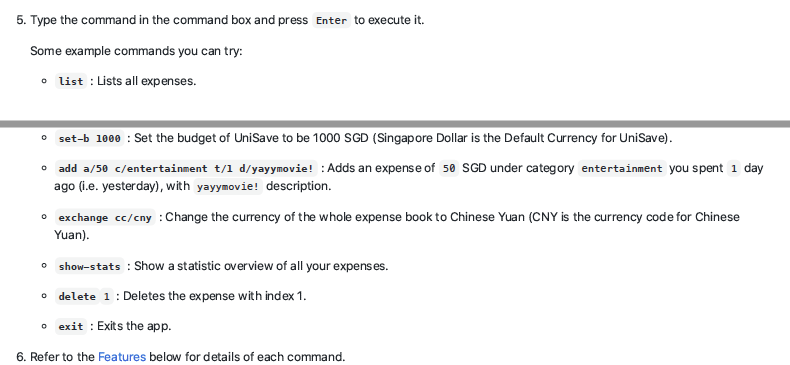 5. Type the command in the command box and press Enter to execute it.
Some example commands you can try:
list : Lists all expenses.
set-b 1000 : Set the budget of UniSave to be 1000 SGD (Singapore Dollar is the Default Currency for UniSave).
add a/50 c/entertainment t/1 d/yayymovie! : Adds an expense of 50 SGD under category entertainment you spent 1 day
ago (i.e. yesterday), with yayymovie! description.
exchange cc/cny : Change the currency of the whole expense book to Chinese Yuan (CNY is the currency code for Chinese
Yuan).
show-stats : Show a statistic overview of all your expenses.
delete 1 : Deletes the expense with index 1.
exit : Exits the app.
6. Refer to the Features below for details of each command.